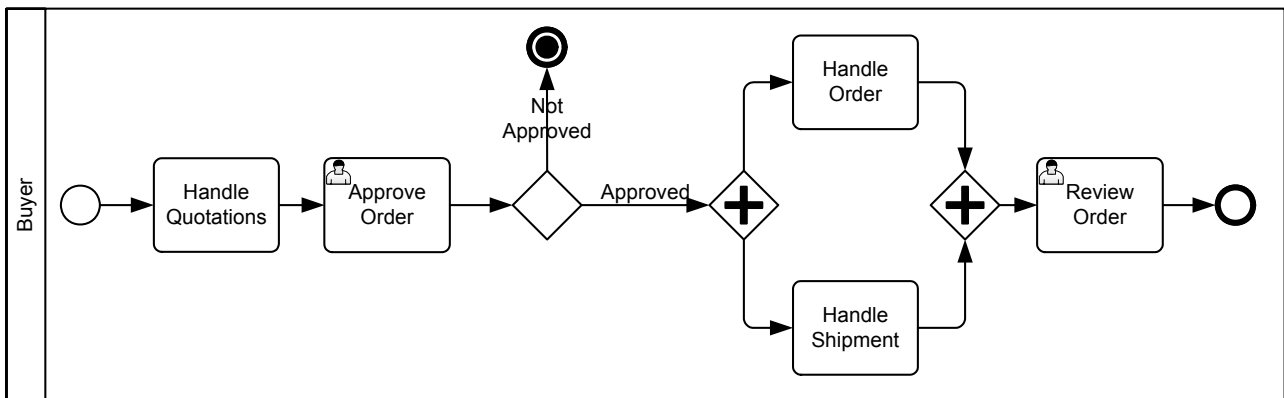 Buyer
Handle
Quotations
Approve
Order
Not
Approved
Approved
Handle
Order
Handle
Shipment
Review
Order